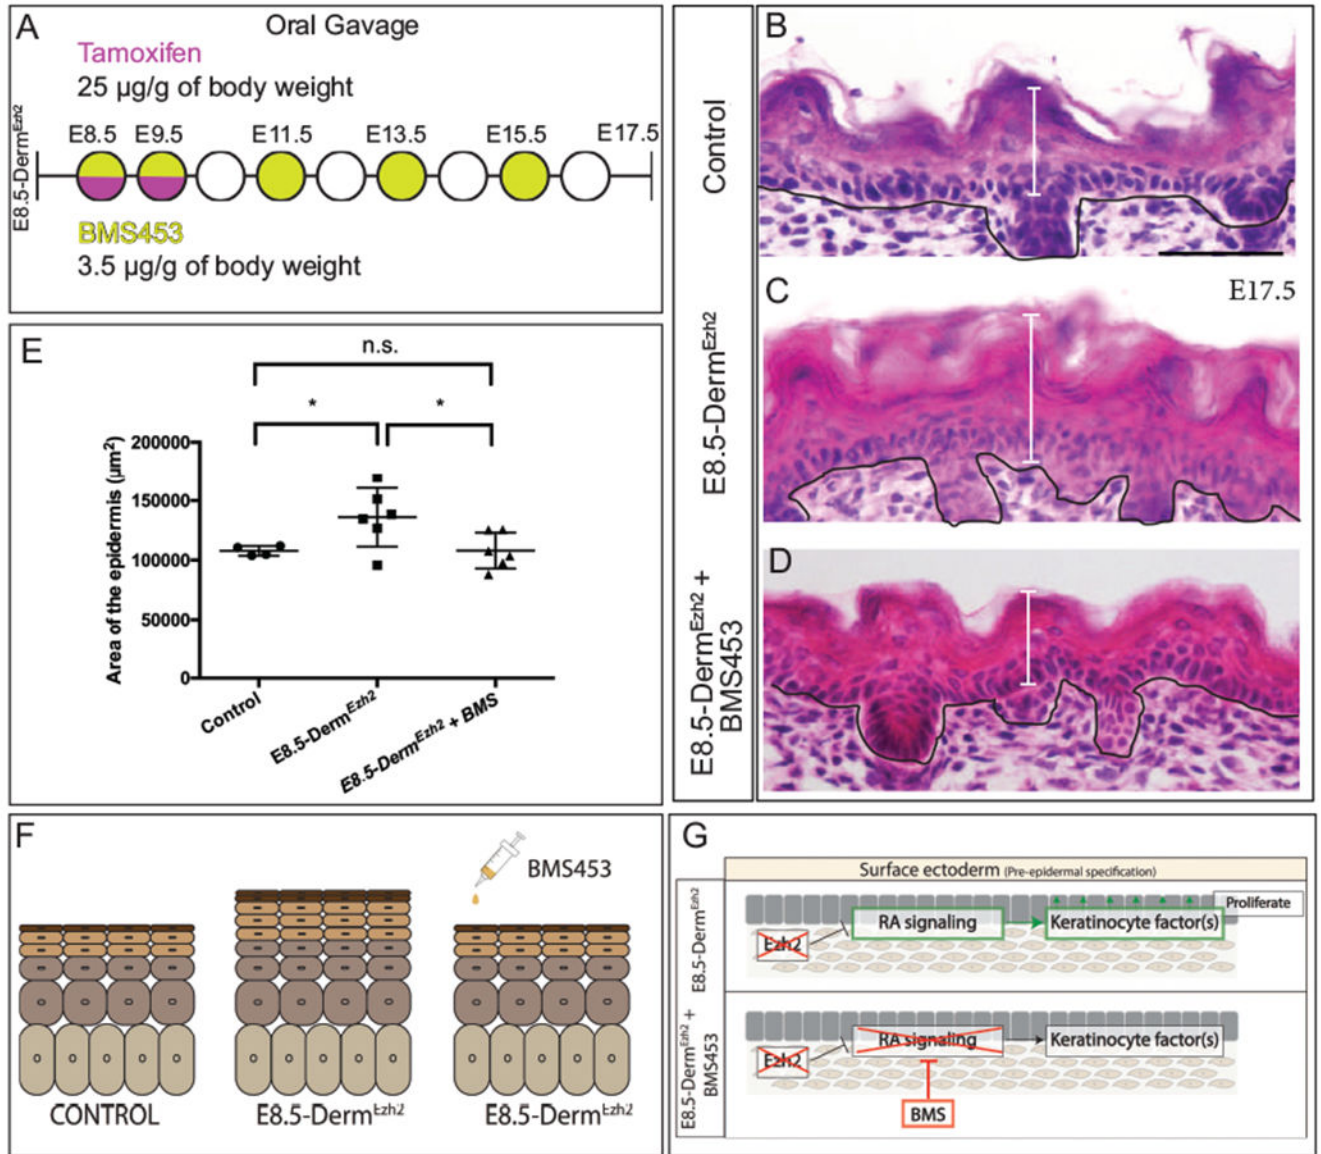 A
Oral Gavage
Tamoxifen
25 µg/g of body weight
E8.5-Derm^Ezh2
E8.5 E9.5 E11.5 E13.5 E15.5 E17.5
BMS453
3.5 µg/g of body weight
Control
B
E8.5-Derm^Ezh2
C
E17.5
E8.5-Derm^Ezh2 +
BMS453
D
E
n.s.
* *
Area of the epidermis (µm²)
200000
150000
100000
50000
0
Control
E8.5-Derm^Ezh2
E8.5-Derm^Ezh2 + BMS
F
BMS453
CONTROL
E8.5-Derm^Ezh2
E8.5-Derm^Ezh2
G
Surface ectoderm (Pre-epidermal specification)
E8.5-Derm^Ezh2
Ezh2
RA signaling
Keratinocyte factor(s)
Proliferate
E8.5-Derm^Ezh2 +
BMS453
Ezh2
RA signaling
Keratinocyte factor(s)
BMS